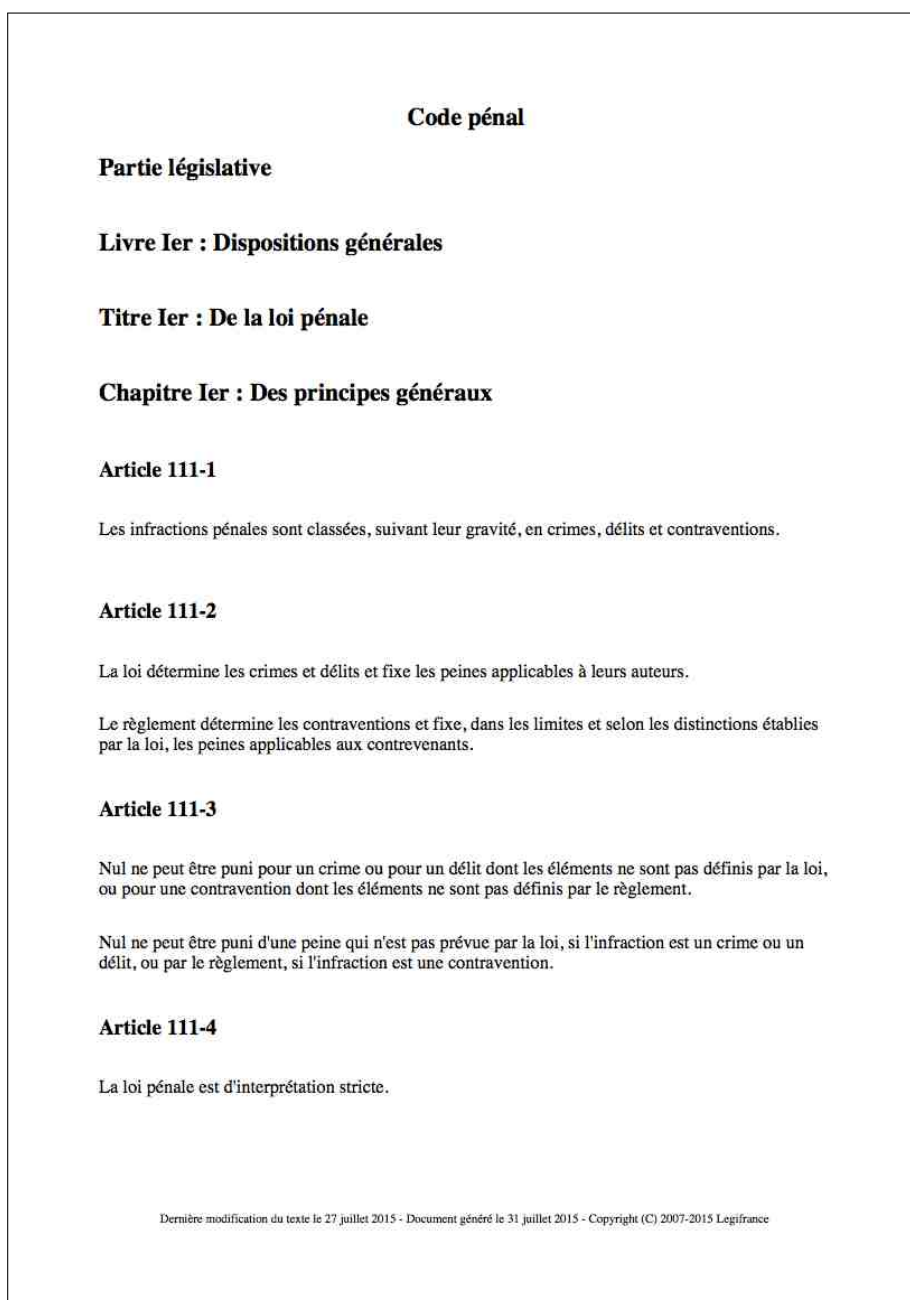 Code pénal
Partie législative
Livre Ier : Dispositions générales
Titre Ier : De la loi pénale
Chapitre Ier : Des principes généraux
Article 111-1
Les infractions pénales sont classées, suivant leur gravité, en crimes, délits et contraventions.
Article 111-2
La loi détermine les crimes et délits et fixe les peines applicables à leurs auteurs.
Le règlement détermine les contraventions et fixe, dans les limites et selon les distinctions établies
par la loi, les peines applicables aux contrevenants.
Article 111-3
Nul ne peut être puni pour un crime ou pour un délit dont les éléments ne sont pas définis par la loi,
ou pour une contravention dont les éléments ne sont pas définis par le règlement.
Nul ne peut être puni d'une peine qui n'est pas prévue par la loi, si l'infraction est un crime ou un
délit, ou par le règlement, si l'infraction est une contravention.
Article 111-4
La loi pénale est d'interprétation stricte.
Dernière modification du texte le 27 juillet 2015 - Document généré le 31 juillet 2015 - Copyright (C) 2007-2015 Legifrance